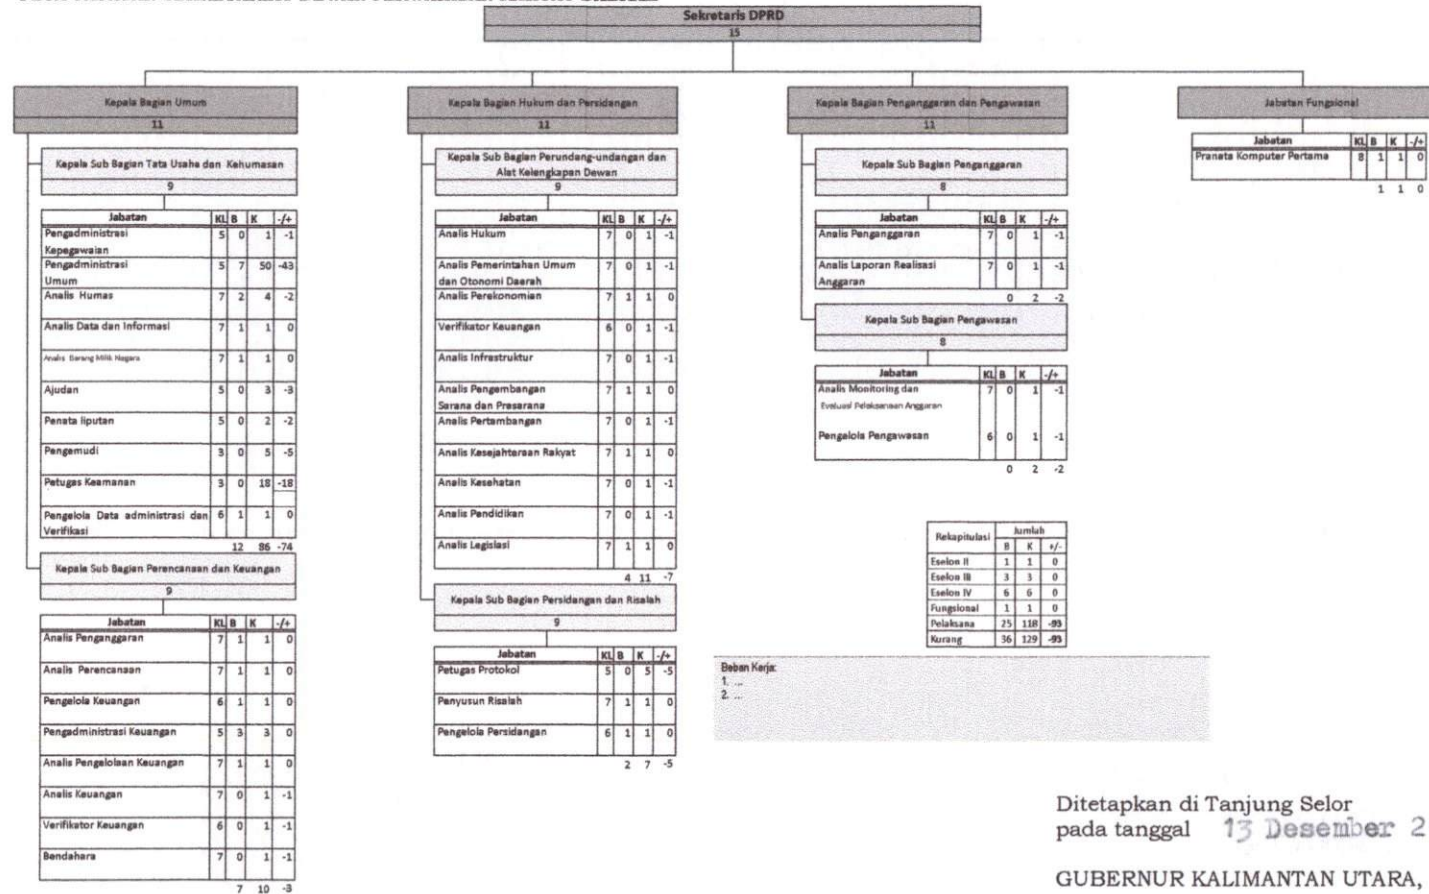 Sekretaris DPRD
15
Kepala Bagian Umum
11
Kepala Sub Bagian Tata Usaha dan Kehumasan
9
Jabatan KL B K -/+
Pengadministrasi 5 0 1 -1
Kepegawaian
Pengadministrasi 5 7 50 -43
Umum
Analis Humas 7 2 4 -2
Analis Data dan Informasi 7 1 1 0
Analis Barang Milik Negara 7 1 1 0
Ajudan 5 0 3 -3
Penata liputan 5 0 2 -2
Pengemudi 3 0 5 -5
Petugas Keamanan 3 0 18 -18
Pengelola Data administrasi dan 6 1 1 0
Verifikasi
12 86 -74
Kepala Sub Bagian Perencanaan dan Keuangan
9
Jabatan KL B K -/+
Analis Penganggaran 7 1 1 0
Analis Perencanaan 7 1 1 0
Pengelola Keuangan 6 1 1 0
Pengadministrasi Keuangan 5 3 3 0
Analis Pengelolaan Keuangan 7 1 1 0
Analis Keuangan 7 0 1 -1
Verifikator Keuangan 6 0 1 -1
Bendahara 7 0 1 -1
7 10 -3
Kepala Bagian Hukum dan Persidangan
11
Kepala Sub Bagian Perundang-undangan dan
Alat Kelengkapan Dewan
9
Jabatan KL B K -/+
Analis Hukum 7 0 1 -1
Analis Pemerintahan Umum 7 0 1 -1
dan Otonomi Daerah
Analis Perekonomian 7 1 1 0
Verifikator Keuangan 6 0 1 -1
Analis Infrastruktur 7 0 1 -1
Analis Pengembangan 7 1 1 0
Sarana dan Prasarana
Analis Pertambangan 7 0 1 -1
Analis Kesejahteraan Rakyat 7 1 1 0
Analis Kesehatan 7 0 1 -1
Analis Pendidikan 7 0 1 -1
Analis Legislasi 7 1 1 0
4 11 -7
Kepala Sub Bagian Persidangan dan Risalah
9
Jabatan KL B K -/+
Petugas Protokol 5 0 5 -5
Penyusun Risalah 7 1 1 0
Pengelola Persidangan 6 1 1 0
2 7 -5
Kepala Bagian Penganggaran dan Pengawasan
11
Kepala Sub Bagian Penganggaran
8
Jabatan KL B K -/+
Analis Penganggaran 7 0 1 -1
Analis Laporan Realisasi 7 0 1 -1
Anggaran
0 2 -2
Kepala Sub Bagian Pengawasan
8
Jabatan KL B K -/+
Analis Monitoring dan 7 0 1 -1
Evaluasi Pelaksanaan Anggaran
Pengelola Pengawasan 6 0 1 -1
0 2 -2
Jabatan Fungsional
Jabatan KL B K -/+
Pranata Komputer Pertama 8 1 1 0
1 1 0
Rekapitulasi Jumlah
B K +/-
Eselon II 1 1 0
Eselon III 3 3 0
Eselon IV 6 6 0
Fungsional 1 1 0
Pelaksana 25 118 -93
Kurang 36 129 -93
Beban Kerja:
1. ...
2. ...
Ditetapkan di Tanjung Selor
pada tanggal 13 Desember 2
GUBERNUR KALIMANTAN UTARA,